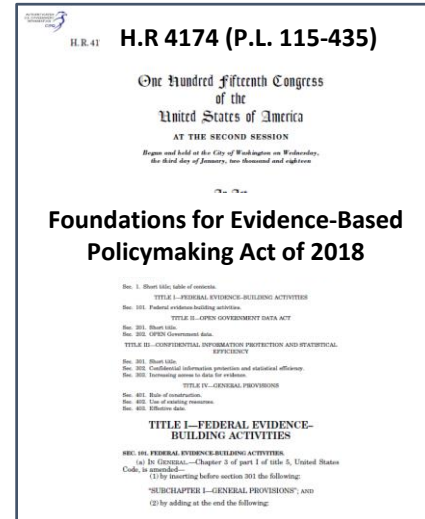 H. R. 41
H.R 4174 (P.L. 115-435)
One Hundred Fifteenth Congress
of the
United States of America
AT THE SECOND SESSION
Begun and held at the City of Washington on Wednesday,
the third day of January, two thousand and eighteen
An Act
Foundations for Evidence-Based
Policymaking Act of 2018
Sec. 1. Short title; table of contents.
TITLE I—FEDERAL EVIDENCE-BUILDING ACTIVITIES
Sec. 101. Federal evidence-building activities.
TITLE II—OPEN GOVERNMENT DATA ACT
Sec. 201. Short title.
Sec. 202. OPEN Government data.
TITLE III—CONFIDENTIAL INFORMATION PROTECTION AND STATISTICAL
EFFICIENCY
Sec. 301. Short title.
Sec. 302. Confidential information protection and statistical efficiency.
Sec. 303. Increasing access to data for evidence.
TITLE IV—GENERAL PROVISIONS
Sec. 401. Rule of construction.
Sec. 402. Use of existing resources.
Sec. 403. Effective date.
TITLE I—FEDERAL EVIDENCE-
BUILDING ACTIVITIES
SEC. 101. FEDERAL EVIDENCE-BUILDING ACTIVITIES.
(a) IN GENERAL.—Chapter 3 of part I of title 5, United States
Code, is amended—
(1) by inserting before section 301 the following:
"SUBCHAPTER I—GENERAL PROVISIONS"; AND
(2) by adding at the end the following: